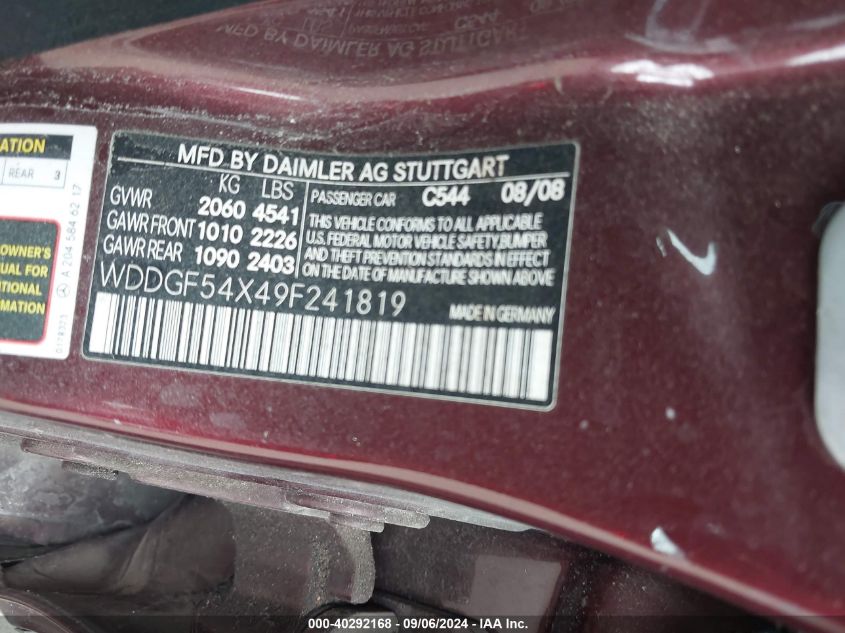 MFD BY DAIMLER AG STUTTGART
KG LBS
GVWR 2060 4541
GAWR FRONT 1010 2226
GAWR REAR 1090 2403
PASSENGER CAR C544 08/08
THIS VEHICLE CONFORMS TO ALL APPLICABLE
U.S. FEDERAL MOTOR VEHICLE SAFETY,BUMPER
AND THEFT PREVENTION STANDARDS IN EFFECT
ON THE DATE OF MANUFACTURE SHOWN ABOVE.
WDDGF54X49F241819
MADE IN GERMANY
REAR 3
OWNER'S
UAL FOR
ITIONAL
RMATION
A 204 584 62 17
000-40292168 - 09/06/2024 - IAA Inc.